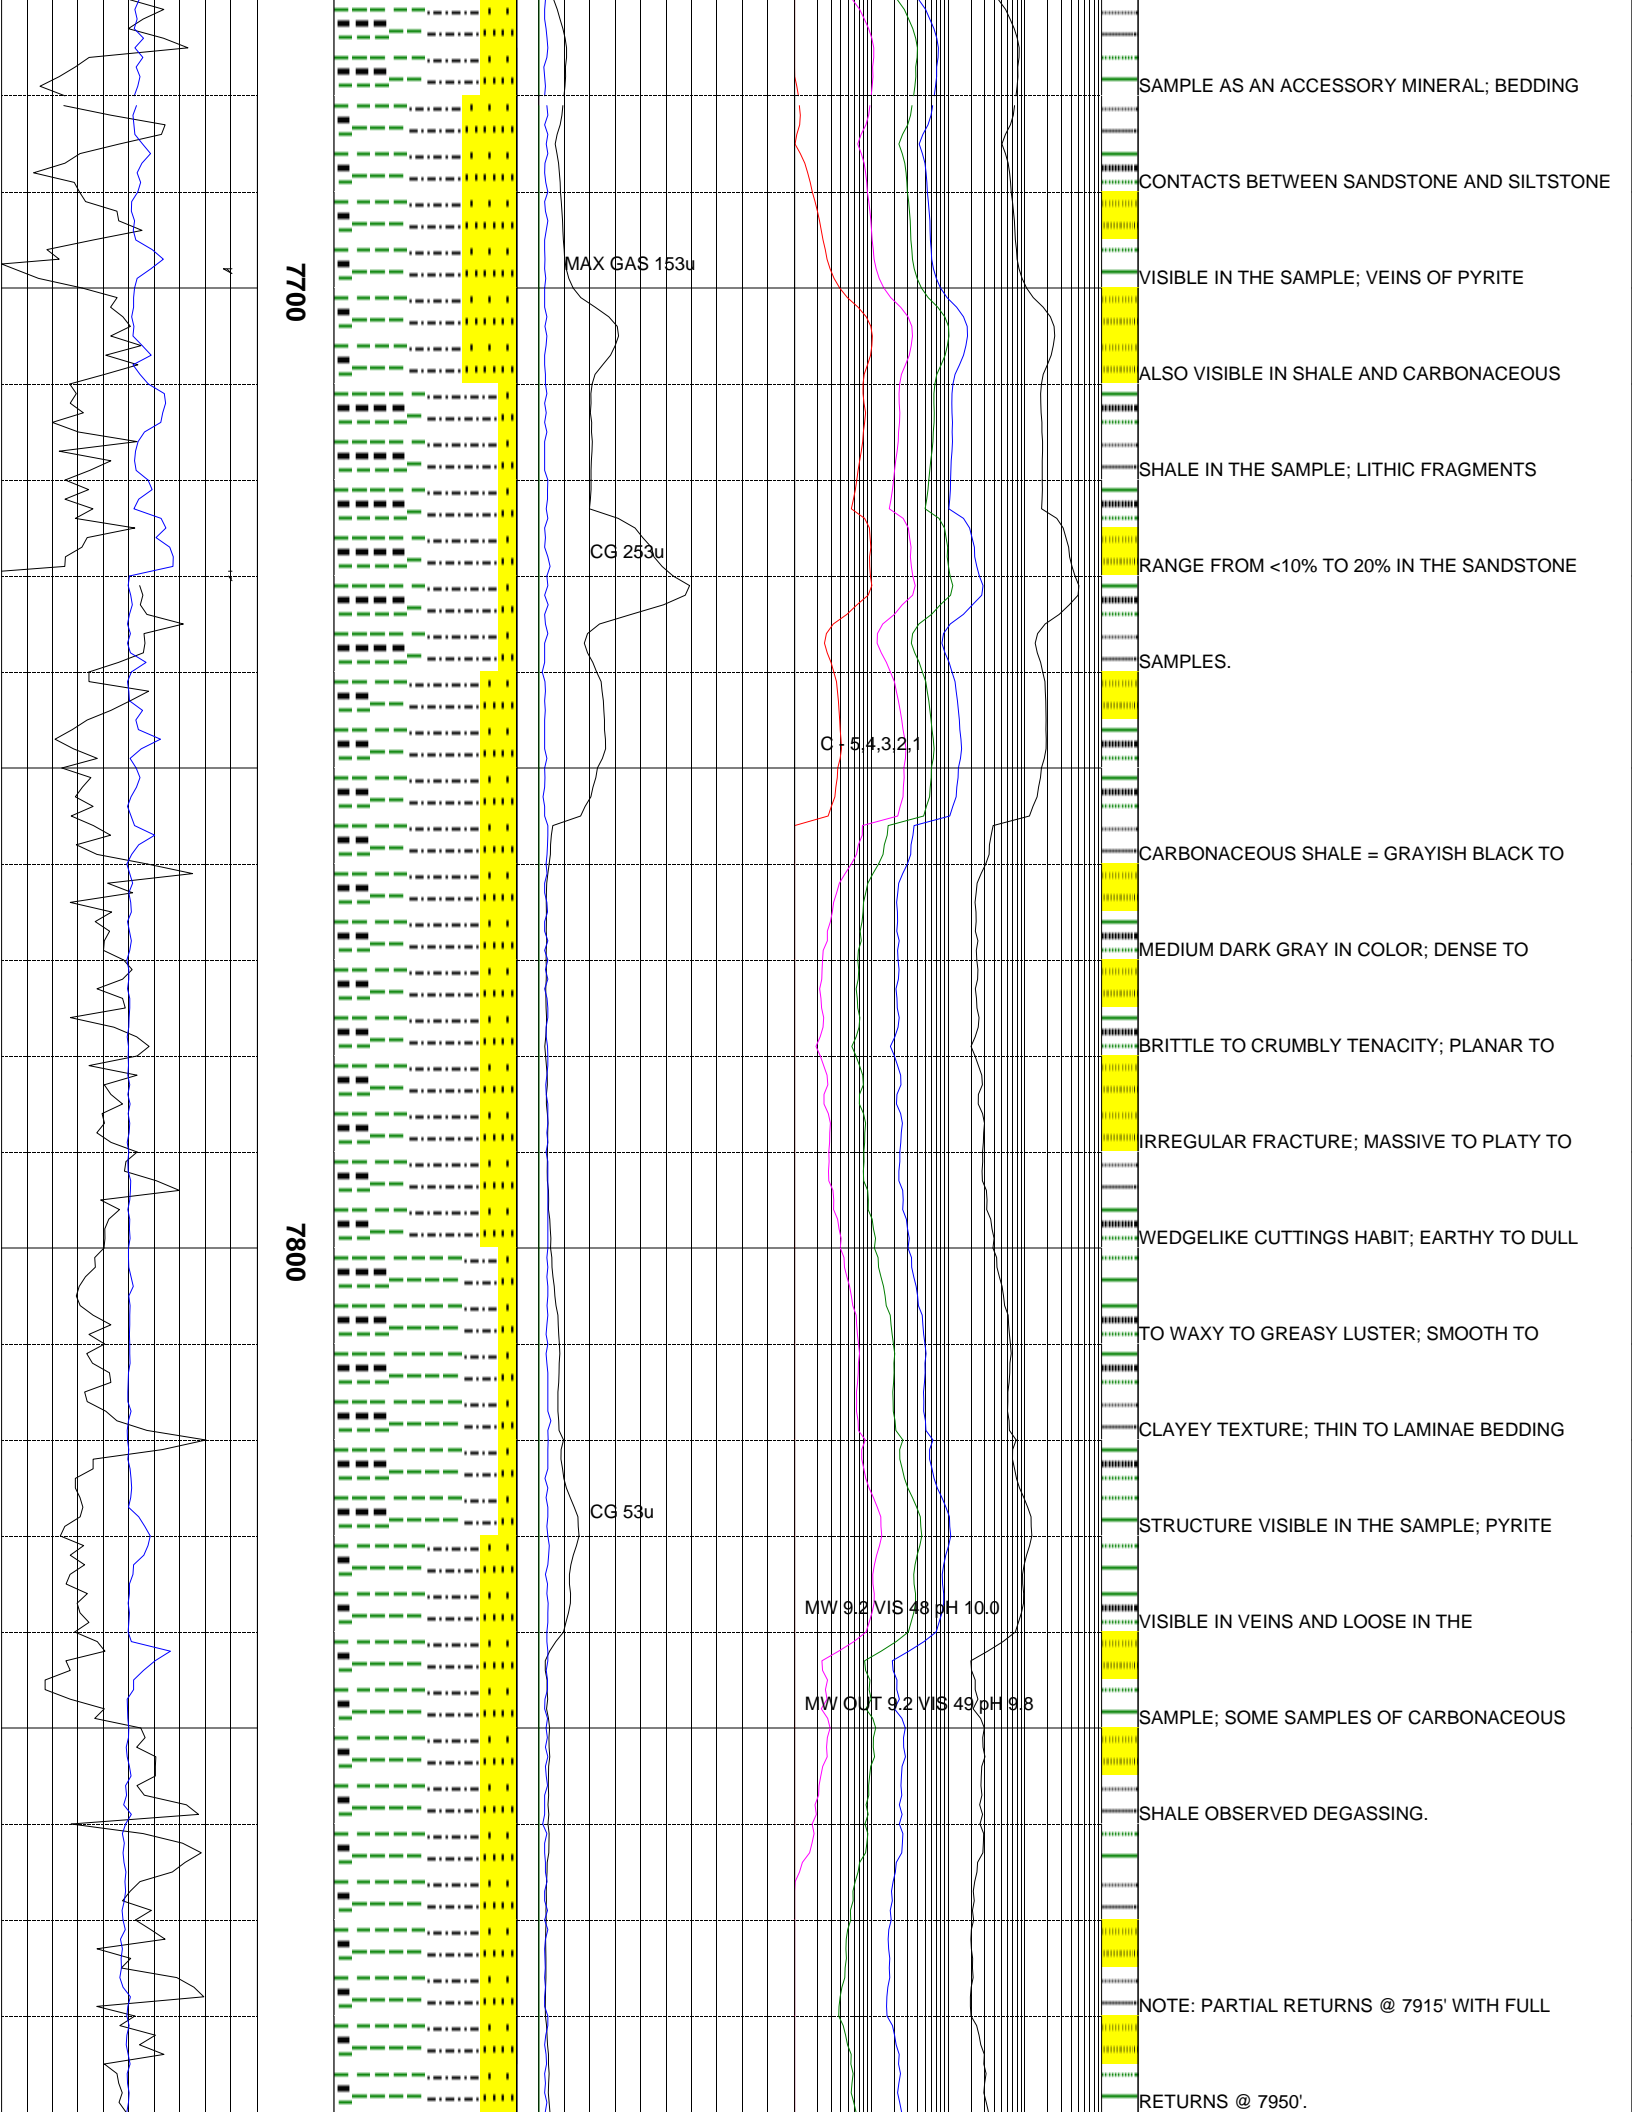 SAMPLE AS AN ACCESSORY MINERAL; BEDDING
CONTACTS BETWEEN SANDSTONE AND SILTSTONE
MAX GAS 153u
7700
VISIBLE IN THE SAMPLE; VEINS OF PYRITE
ALSO VISIBLE IN SHALE AND CARBONACEOUS
SHALE IN THE SAMPLE; LITHIC FRAGMENTS
CG 253u
RANGE FROM <10% TO 20% IN THE SANDSTONE
SAMPLES.
C - 5,4,3,2,1
CARBONACEOUS SHALE = GRAYISH BLACK TO
MEDIUM DARK GRAY IN COLOR; DENSE TO
BRITTLE TO CRUMBLY TENACITY; PLANAR TO
IRREGULAR FRACTURE; MASSIVE TO PLATY TO
7800
WEDGELIKE CUTTINGS HABIT; EARTHY TO DULL
TO WAXY TO GREASY LUSTER; SMOOTH TO
CLAYEY TEXTURE; THIN TO LAMINAE BEDDING
CG 53u
STRUCTURE VISIBLE IN THE SAMPLE; PYRITE
MW 9.2 VIS 48 pH 10.0
VISIBLE IN VEINS AND LOOSE IN THE
MW OUT 9.2 VIS 49 pH 9.8
SAMPLE; SOME SAMPLES OF CARBONACEOUS
SHALE OBSERVED DEGASSING.
NOTE: PARTIAL RETURNS @ 7915' WITH FULL
RETURNS @ 7950'.